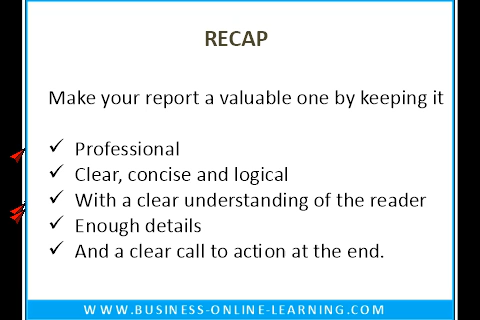 RECAP
Make your report a valuable one by keeping it
✓ Professional
✓ Clear, concise and logical
✓ With a clear understanding of the reader
✓ Enough details
✓ And a clear call to action at the end.
WWW.BUSINESS-ONLINE-LEARNING.COM